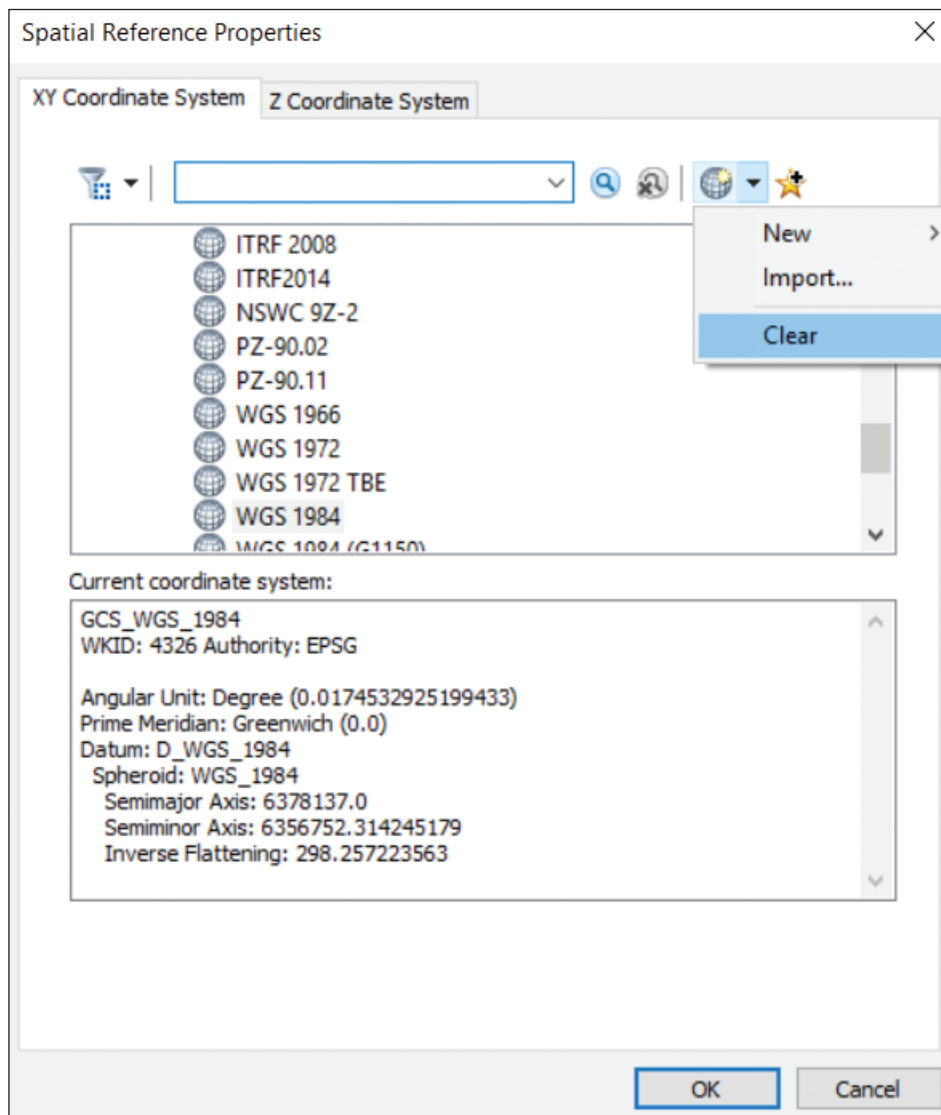 Spatial Reference Properties
XY Coordinate System
Z Coordinate System
New
Import...
Clear
ITRF 2008
ITRF2014
NSWC 9Z-2
PZ-90.02
PZ-90.11
WGS 1966
WGS 1972
WGS 1972 TBE
WGS 1984
WGS 1984 (G1150)
Current coordinate system:
GCS_WGS_1984
WKID: 4326 Authority: EPSG
Angular Unit: Degree (0.0174532925199433)
Prime Meridian: Greenwich (0.0)
Datum: D_WGS_1984
Spheroid: WGS_1984
Semimajor Axis: 6378137.0
Semiminor Axis: 6356752.314245179
Inverse Flattening: 298.257223563
OK
Cancel